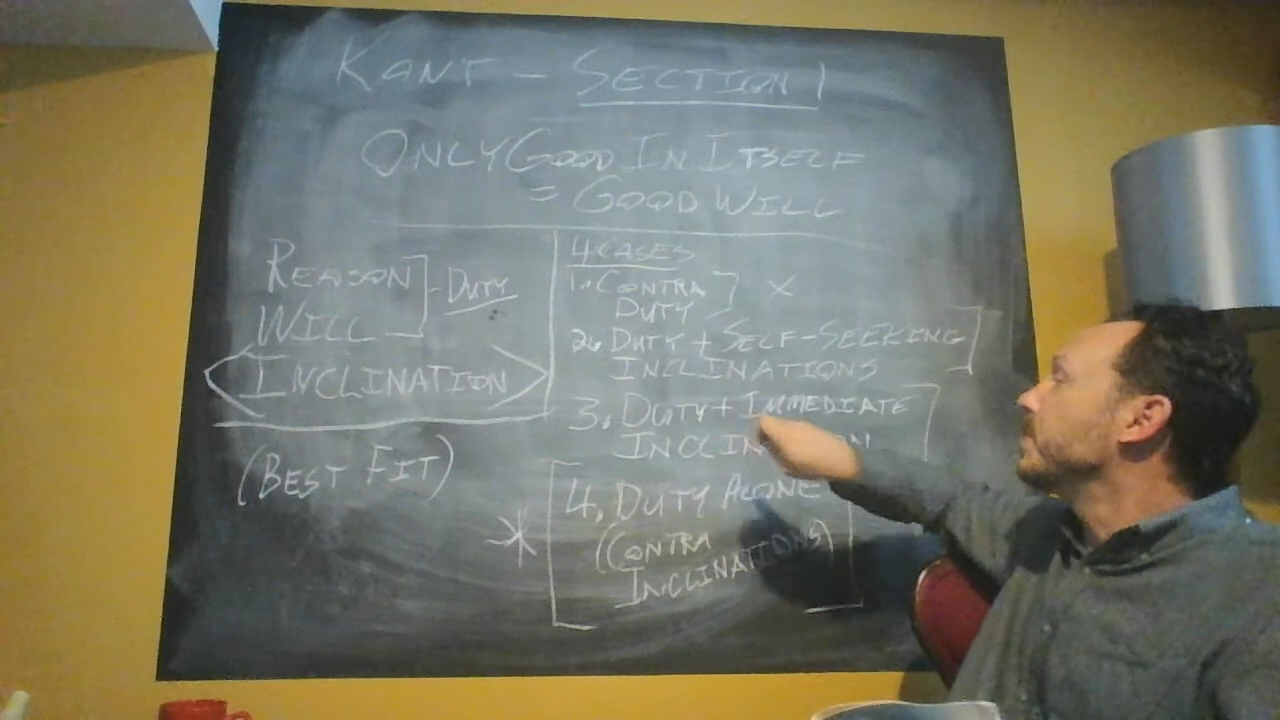 KANT - SECTION 1
ONLY GOOD IN ITSELF
= GOOD WILL
REASON
WILL
- DUTY
INCLINATION
(BEST FIT)
4 CASES
1. CONTRA
DUTY
X
2. DUTY + SELF-SEEKING
INCLINATIONS
3. DUTY + IMMEDIATE
* 4. DUTY ALONE
(CONTRA
INCLINATIONS)